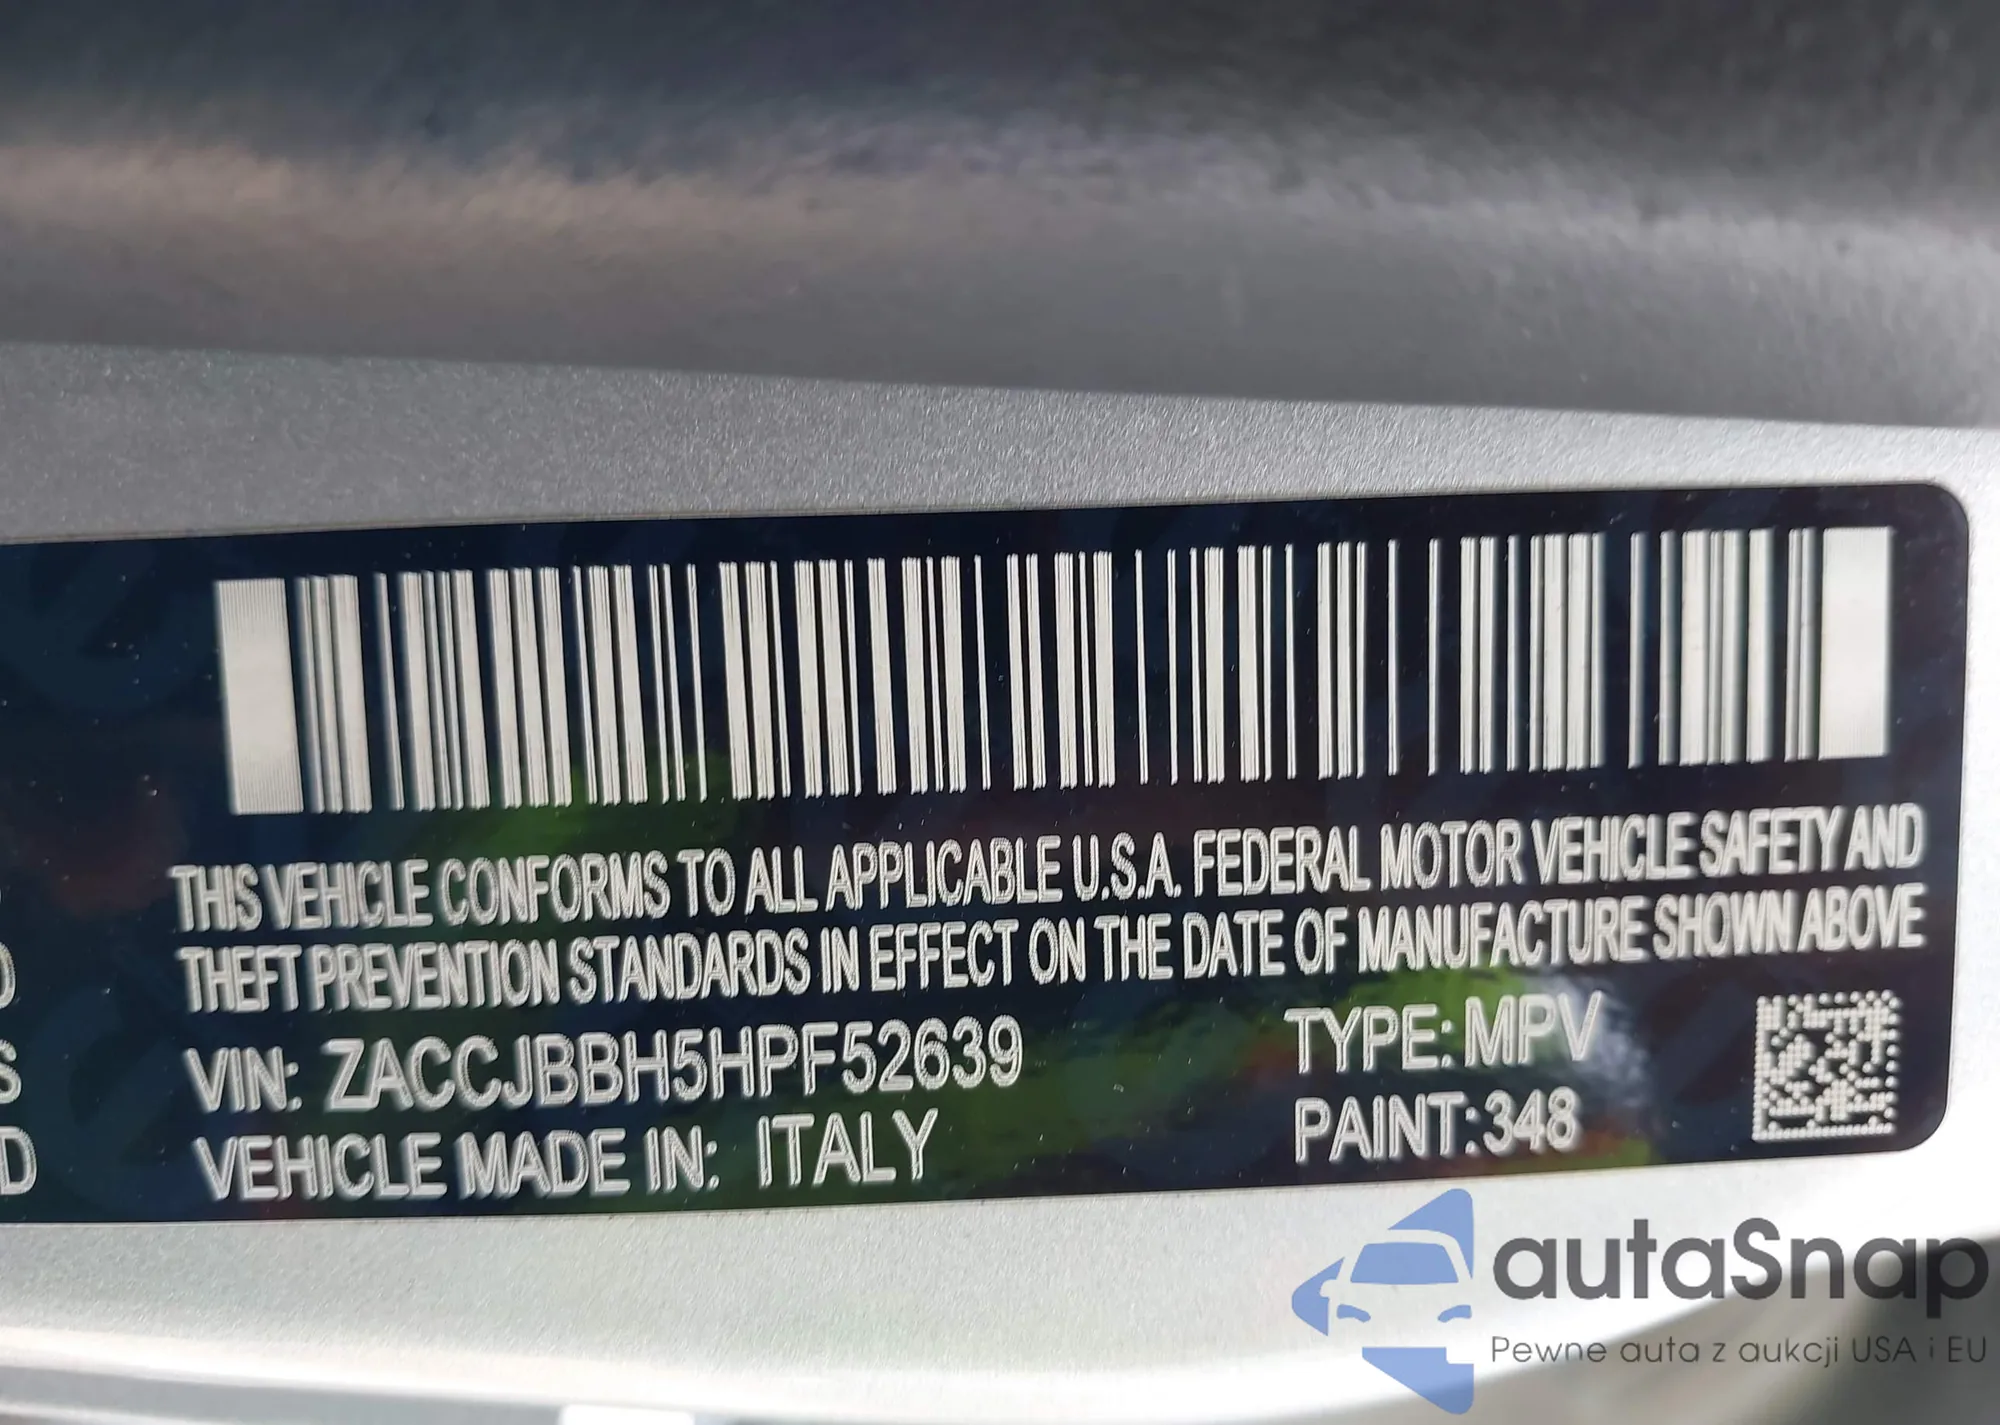 THIS VEHICLE CONFORMS TO ALL APPLICABLE U.S.A. FEDERAL MOTOR VEHICLE SAFETY AND
THEFT PREVENTION STANDARDS IN EFFECT ON THE DATE OF MANUFACTURE SHOWN ABOVE
VIN: ZACCJBBH5HPF52639
TYPE: MPV
VEHICLE MADE IN: ITALY
PAINT: 348
autaSnap
Pewne auta z aukcji USA i EU